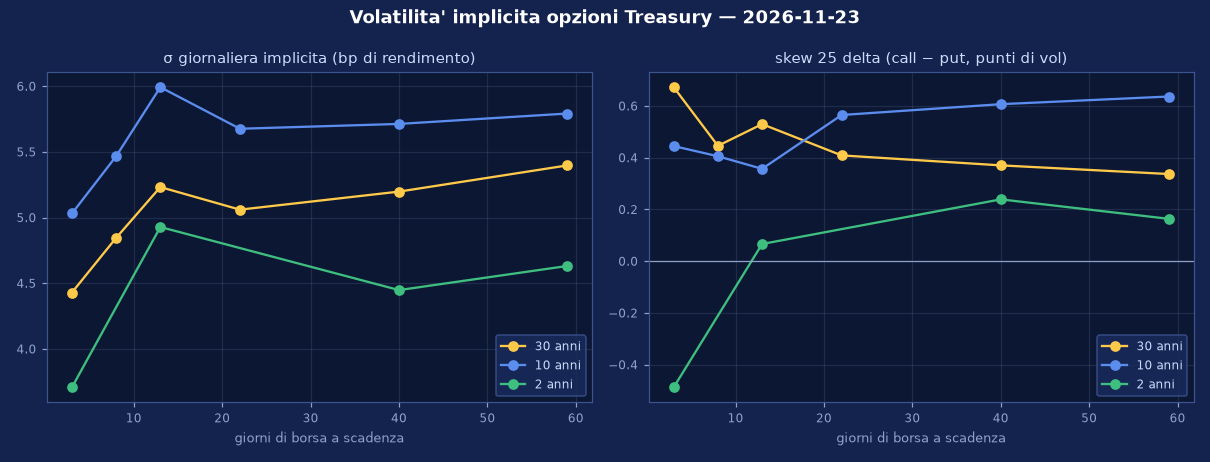 Volatilita' implicita opzioni Treasury — 2026-11-23
σ giornaliera implicita (bp di rendimento)
6.0
5.5
5.0
4.5
4.0
10
20
30
40
50
60
giorni di borsa a scadenza
30 anni
10 anni
2 anni
skew 25 delta (call − put, punti di vol)
0.6
0.4
0.2
0.0
−0.2
−0.4
10
20
30
40
50
60
giorni di borsa a scadenza
30 anni
10 anni
2 anni